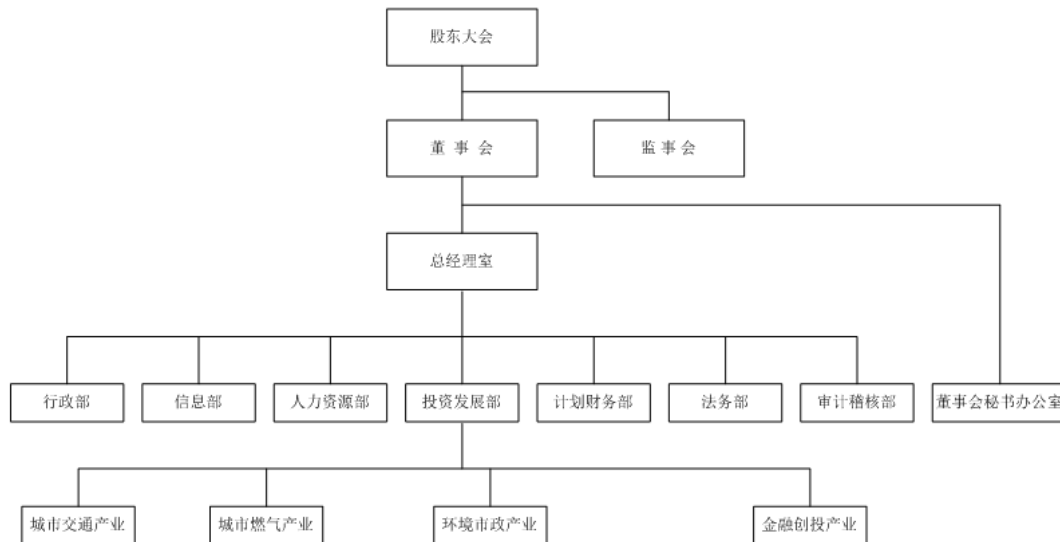 股东大会
董 事 会
监 事 会
总经理室
行政部
信息部
人力资源部
投资发展部
计划财务部
法务部
审计稽核部
董事会秘书办公室
城市交通产业
城市燃气产业
环境市政产业
金融创投产业